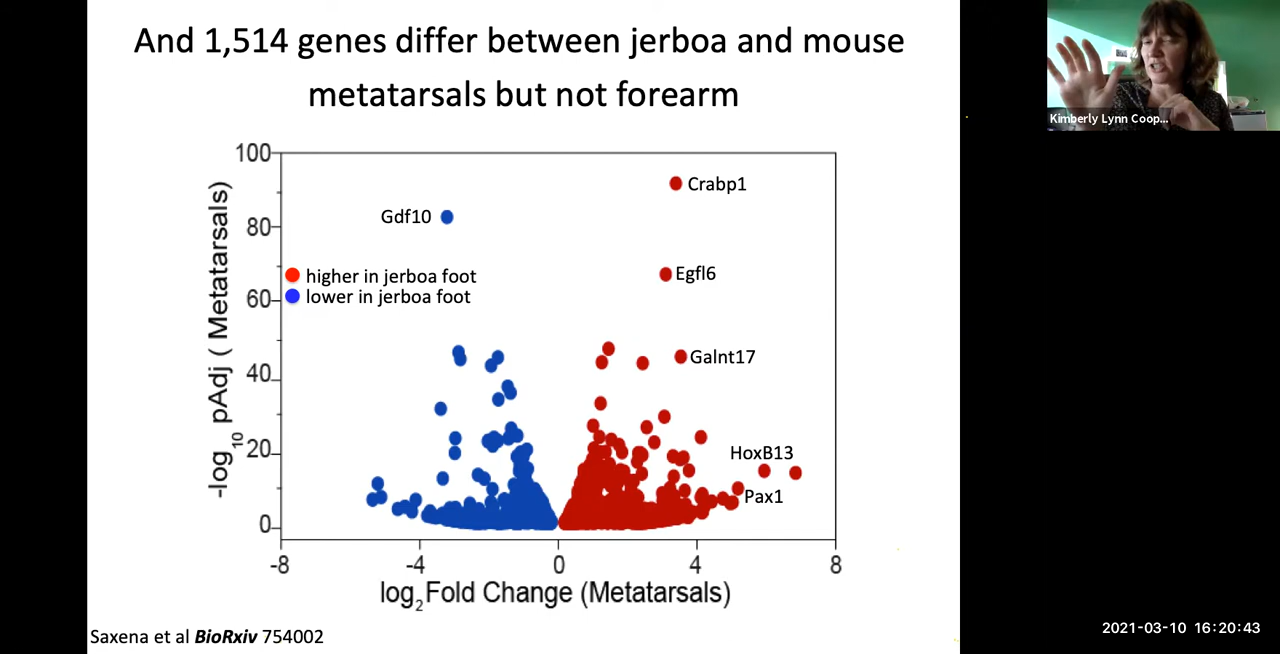 And 1,514 genes differ between jerboa and mouse
metatarsals but not forearm
Kimberly Lynn Coop...
100
80
60
40
20
0
-log10 pAdj ( Metatarsals)
Crabp1
Gdf10
Egfl6
higher in jerboa foot
lower in jerboa foot
Galnt17
HoxB13
Pax1
-8
-4
0
4
8
log2Fold Change (Metatarsals)
Saxena et al BioRxiv 754002
2021-03-10 16:20:43